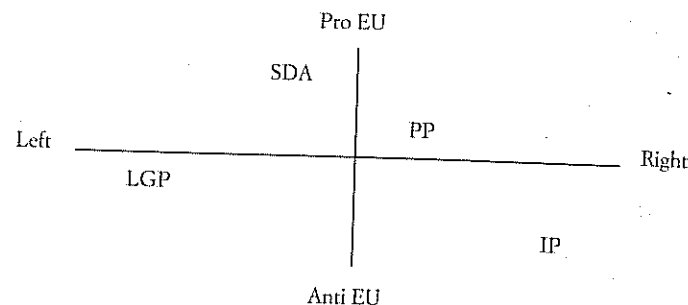 Pro EU
SDA
PP
Left
Right
LGP
IP
Anti EU